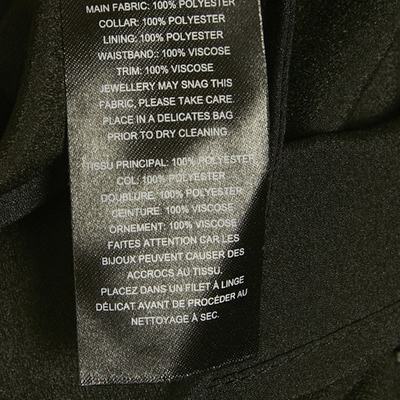 MAIN FABRIC: 100% POLYESTER
COLLAR: 100% POLYESTER
LINING: 100% POLYESTER
WAISTBAND:: 100% VISCOSE
TRIM: 100% VISCOSE
JEWELLERY MAY SNAG THIS
FABRIC, PLEASE TAKE CARE.
PLACE IN A DELICATES BAG
PRIOR TO DRY CLEANING.
TISSU PRINCIPAL: 100% POLYESTER
COL: 100% POLYESTER
DOUBLURE: 100% POLYESTER
CEINTURE: 100% VISCOSE
ORNEMENT: 100% VISCOSE
FAITES ATTENTION CAR LES
BIJOUX PEUVENT CAUSER DES
ACCROCS AU TISSU.
PLACEZ DANS UN FILET À LINGE
DÉLICAT AVANT DE PROCÉDER AU
NETTOYAGE À SEC.